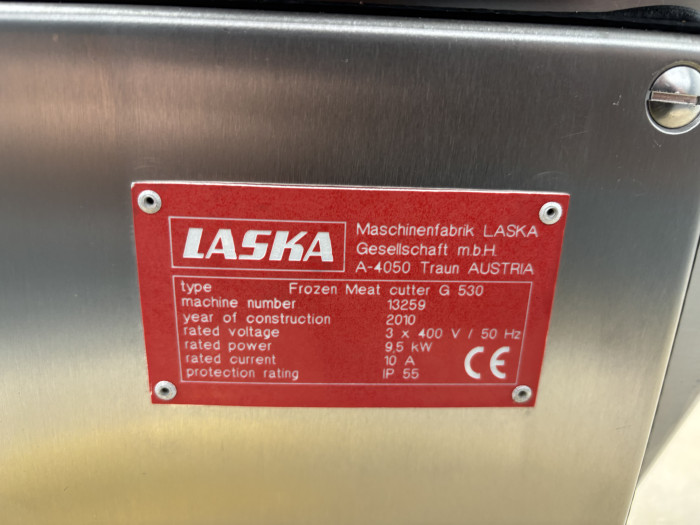 LASKA
Maschinenfabrik LASKA
Gesellschaft m.b.H.
A-4050 Traun AUSTRIA
type Frozen Meat cutter G 530
machine number 13259
year of construction 2010
rated voltage 3 x 400 V / 50 Hz
rated power 9,5 kW
rated current 10 A
protection rating IP 55
CE